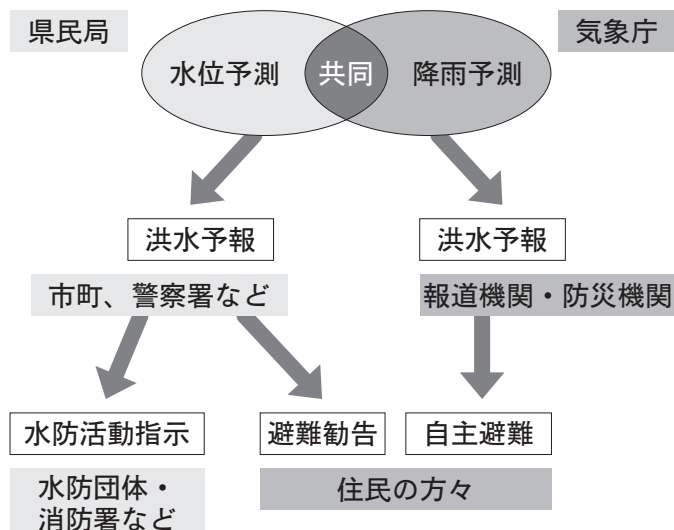 県民局
気象庁
水位予測
共同
降雨予測
洪水予報
洪水予報
市町、警察署など
報道機関・防災機関
水防活動指示
避難勧告
自主避難
水防団体・
消防署など
住民の方々